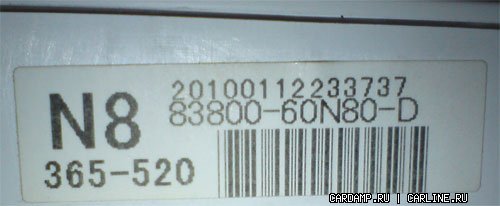 20100112233737
N8 83800-60N80-D
365-520
CARDAMP.RU | CARLINE.RU